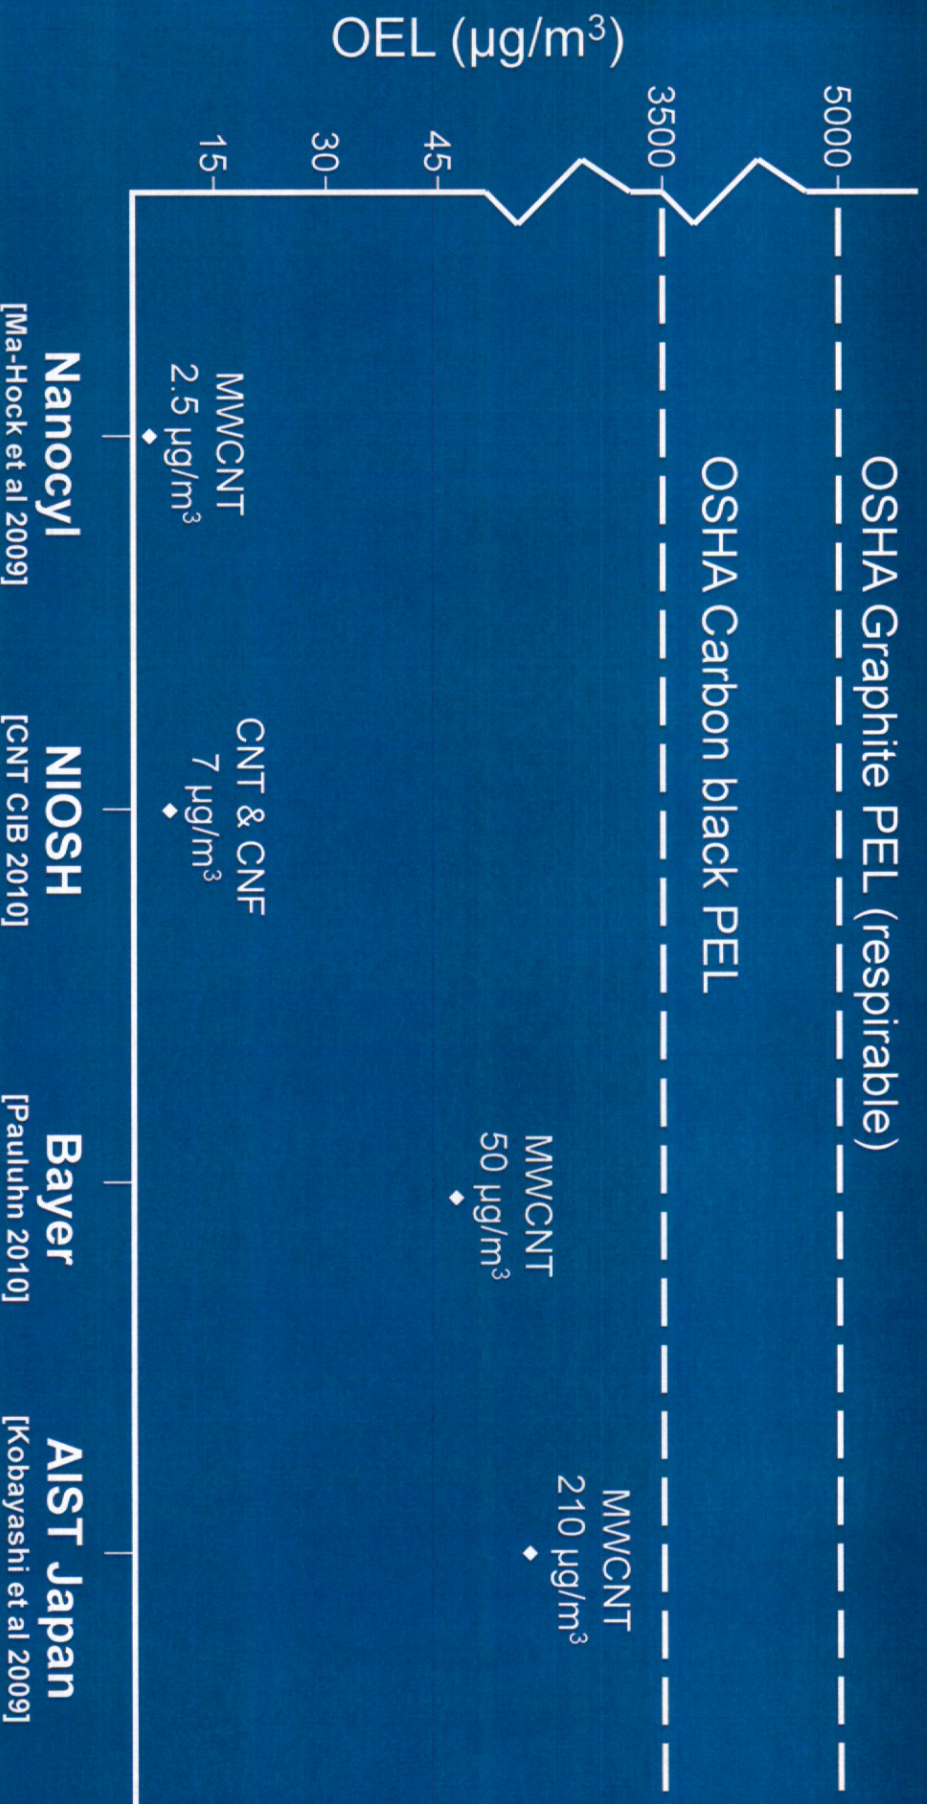 OEL (µg/m³)
5000
3500
45
30
15
OSHA Graphite PEL (respirable)
OSHA Carbon black PEL
MWCNT
2.5 µg/m³
CNT & CNF
7 µg/m³
MWCNT
50 µg/m³
MWCNT
210 µg/m³
Nanocyl
[Ma-Hock et al 2009]
NIOSH
[CNT CIB 2010]
Bayer
[Pauluhn 2010]
AIST Japan
[Kobayashi et al 2009]